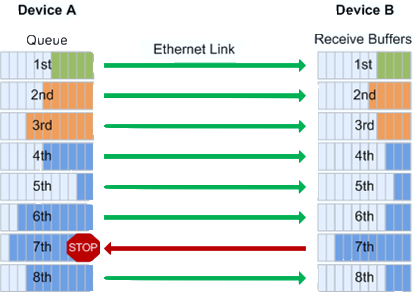 Device A Device B
Queue Ethernet Link Receive Buffers
1st 1st
2nd 2nd
3rd 3rd
4th 4th
5th 5th
6th 6th
7th STOP 7th
8th 8th